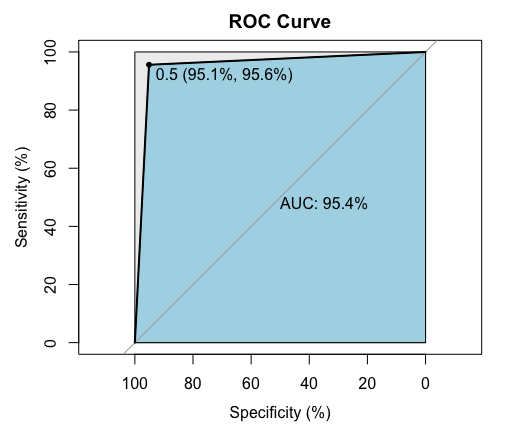 ROC Curve
100
80
60
40
20
0
Sensitivity (%)
0.5 (95.1%, 95.6%)
AUC: 95.4%
100 80 60 40 20 0
Specificity (%)